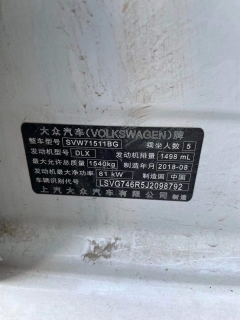 大众汽车(VOLKSWAGEN)牌
整车型号 SVW71511BG 乘坐人数 5
发动机型号 DLX 发动机排量 1498 mL
最大允许总质量 1540kg 制造年月 2018-08
发动机最大净功率 81 kW 制造国 中国
车辆识别代号 LSVG746R5J2098792
上汽大众汽车有限公司 制造